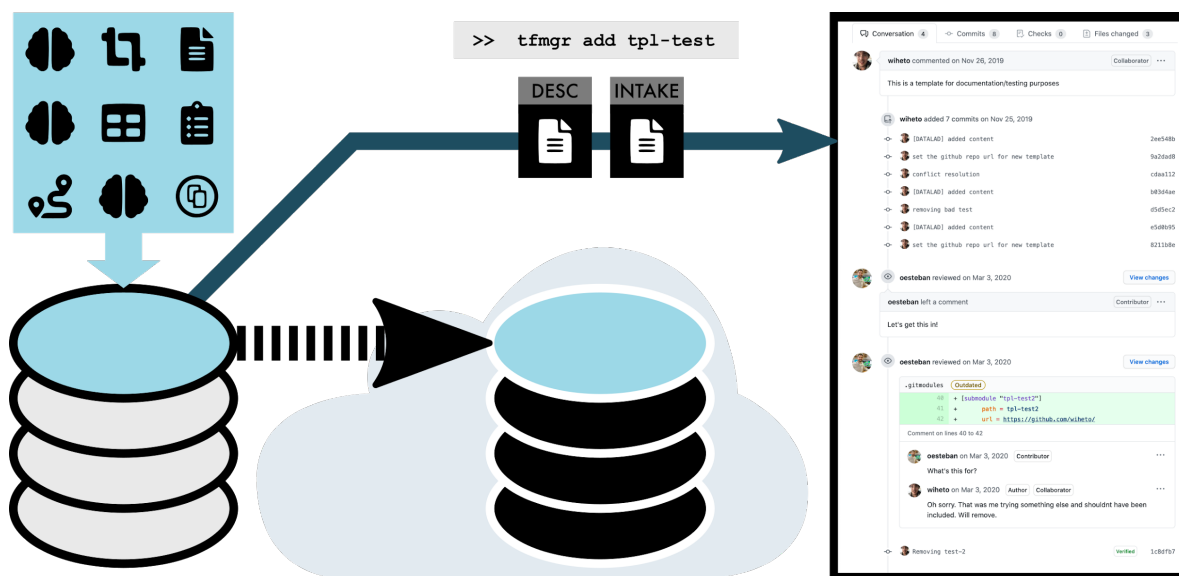 >> tfmgr add tpl-test
DESC
INTAKE
Conversation 4
Commits 8
Checks 0
Files changed 3
wiheto commented on Nov 26, 2019
Collaborator ···
This is a template for documentation/testing purposes
wiheto added 7 commits on Nov 25, 2019
[DATALAD] added content 2ee548b
set the github repo url for new template 9a2dad8
conflict resolution cdaa112
[DATALAD] added content b03d4ae
removing bad test d5d5ec2
[DATALAD] added content e5d0b95
set the github repo url for new template 8211b8e
oesteban reviewed on Mar 3, 2020
View changes
oesteban left a comment
Contributor ···
Let's get this in!
oesteban reviewed on Mar 3, 2020
View changes
.gitmodules Outdated
40 + [submodule "tpl-test2"]
41 + path = tpl-test2
42 + url = https://github.com/wiheto/
Comment on lines 40 to 42
oesteban on Mar 3, 2020 Contributor ···
What's this for?
wiheto on Mar 3, 2020 Author Collaborator ···
Oh sorry. That was me trying something else and shouldnt have been
included. Will remove.
Removing test-2 Verified 1c8dfb7